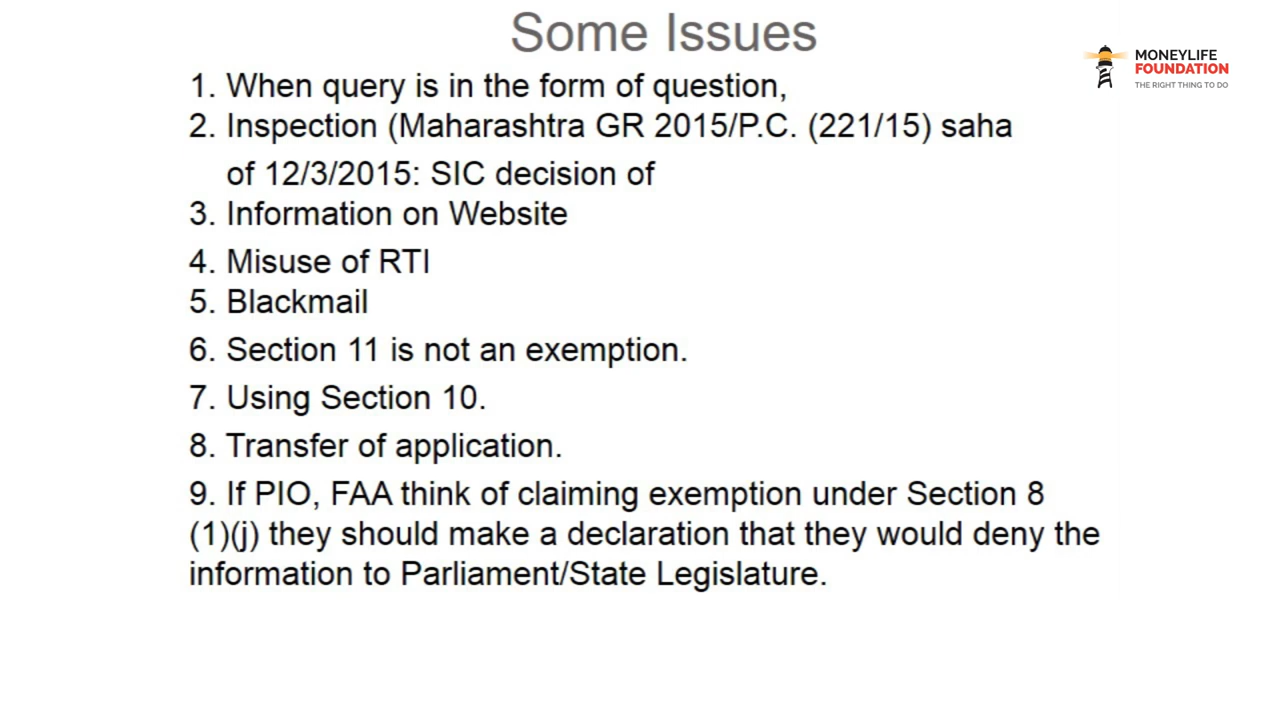 Some Issues
MONEYLIFE
FOUNDATION
THE RIGHT THING TO DO
1. When query is in the form of question,
2. Inspection (Maharashtra GR 2015/P.C. (221/15) saha
of 12/3/2015: SIC decision of
3. Information on Website
4. Misuse of RTI
5. Blackmail
6. Section 11 is not an exemption.
7. Using Section 10.
8. Transfer of application.
9. If PIO, FAA think of claiming exemption under Section 8
(1)(j) they should make a declaration that they would deny the
information to Parliament/State Legislature.